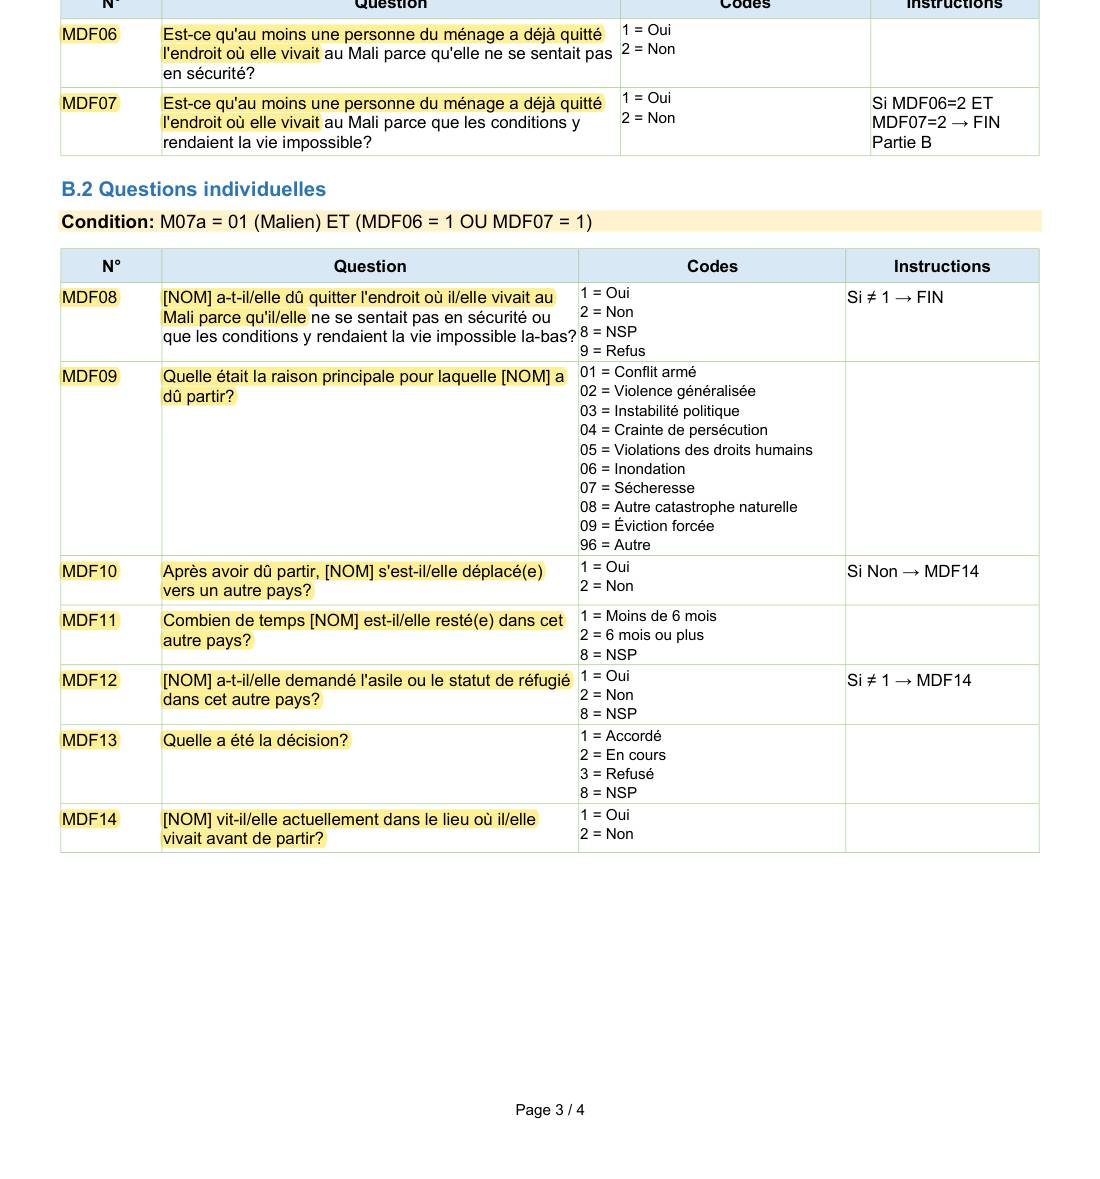 N° Question Codes Instructions
MDF06 Est-ce qu'au moins une personne du ménage a déjà quitté 1 = Oui
l'endroit où elle vivait au Mali parce qu'elle ne se sentait pas 2 = Non
en sécurité?
MDF07 Est-ce qu'au moins une personne du ménage a déjà quitté 1 = Oui Si MDF06=2 ET
l'endroit où elle vivait au Mali parce que les conditions y 2 = Non MDF07=2 → FIN
rendaient la vie impossible? Partie B
B.2 Questions individuelles
Condition: M07a = 01 (Malien) ET (MDF06 = 1 OU MDF07 = 1)
N° Question Codes Instructions
MDF08 [NOM] a-t-il/elle dû quitter l'endroit où il/elle vivait au 1 = Oui Si ≠ 1 → FIN
Mali parce qu'il/elle ne se sentait pas en sécurité ou 2 = Non
que les conditions y rendaient la vie impossible la-bas? 8 = NSP
9 = Refus
MDF09 Quelle était la raison principale pour laquelle [NOM] a 01 = Conflit armé
dû partir? 02 = Violence généralisée
03 = Instabilité politique
04 = Crainte de persécution
05 = Violations des droits humains
06 = Inondation
07 = Sécheresse
08 = Autre catastrophe naturelle
09 = Éviction forcée
96 = Autre
MDF10 Après avoir dû partir, [NOM] s'est-il/elle déplacé(e) 1 = Oui Si Non → MDF14
vers un autre pays? 2 = Non
MDF11 Combien de temps [NOM] est-il/elle resté(e) dans cet 1 = Moins de 6 mois
autre pays? 2 = 6 mois ou plus
8 = NSP
MDF12 [NOM] a-t-il/elle demandé l'asile ou le statut de réfugié 1 = Oui Si ≠ 1 → MDF14
dans cet autre pays? 2 = Non
8 = NSP
MDF13 Quelle a été la décision? 1 = Accordé
2 = En cours
3 = Refusé
8 = NSP
MDF14 [NOM] vit-il/elle actuellement dans le lieu où il/elle 1 = Oui
vivait avant de partir? 2 = Non
Page 3 / 4